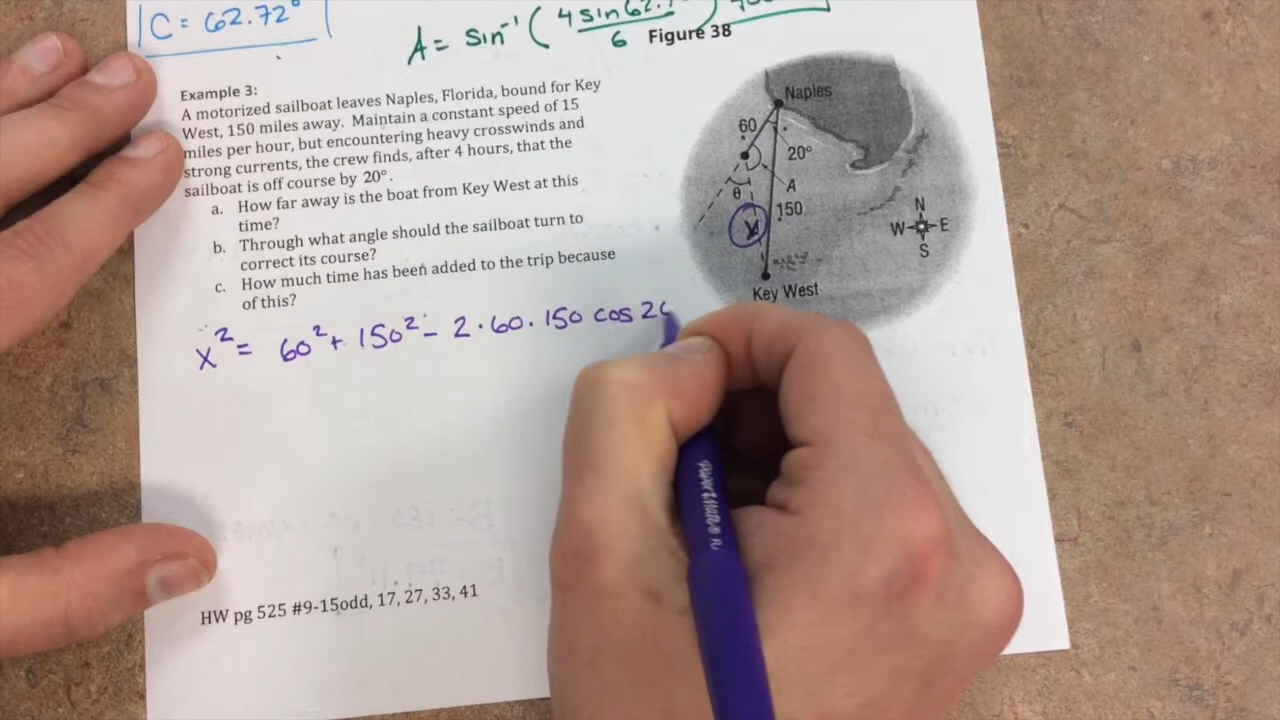 C = 62.72°
A = sin⁻¹ ( 4 sin 62.
6
Figure 38
Example 3:
A motorized sailboat leaves Naples, Florida, bound for Key
West, 150 miles away. Maintain a constant speed of 15
miles per hour, but encountering heavy crosswinds and
strong currents, the crew finds, after 4 hours, that the
sailboat is off course by 20°.
a. How far away is the boat from Key West at this
time?
b. Through what angle should the sailboat turn to
correct its course?
c. How much time has been added to the trip because
of this?
Naples
60
20°
A
θ
150
X
N
W E
S
Key West
x² = 60² + 150² - 2 · 60 · 150 cos 20
HW pg 525 #9-15odd, 17, 27, 33, 41